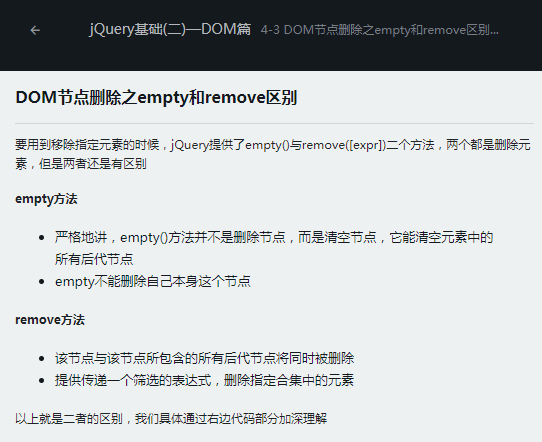 ← jQuery基础(二)—DOM篇 4-3 DOM节点删除之empty和remove区别...
DOM节点删除之empty和remove区别
要用到移除指定元素的时候，jQuery提供了empty()与remove([expr])二个方法，两个都是删除元
素，但是两者还是有区别
empty方法
• 严格地讲，empty()方法并不是删除节点，而是清空节点，它能清空元素中的
所有后代节点
• empty不能删除自己本身这个节点
remove方法
• 该节点与该节点所包含的所有后代节点将同时被删除
• 提供传递一个筛选的表达式，删除指定合集中的元素
以上就是二者的区别，我们具体通过右边代码部分加深理解